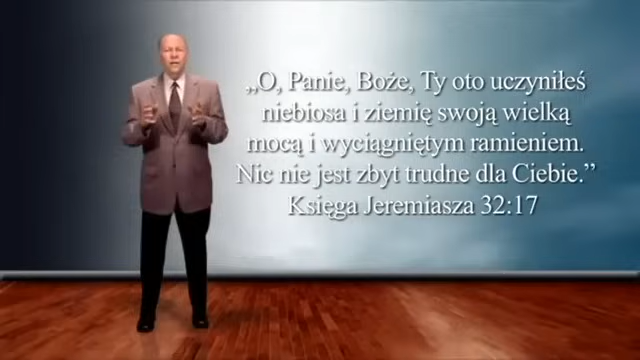 „O, Panie, Boże, Ty oto uczyniłeś
niebiosa i ziemię swoją wielką
mocą i wyciągniętym ramieniem.
Nic nie jest zbyt trudne dla Ciebie.”
Księga Jeremiasza 32:17